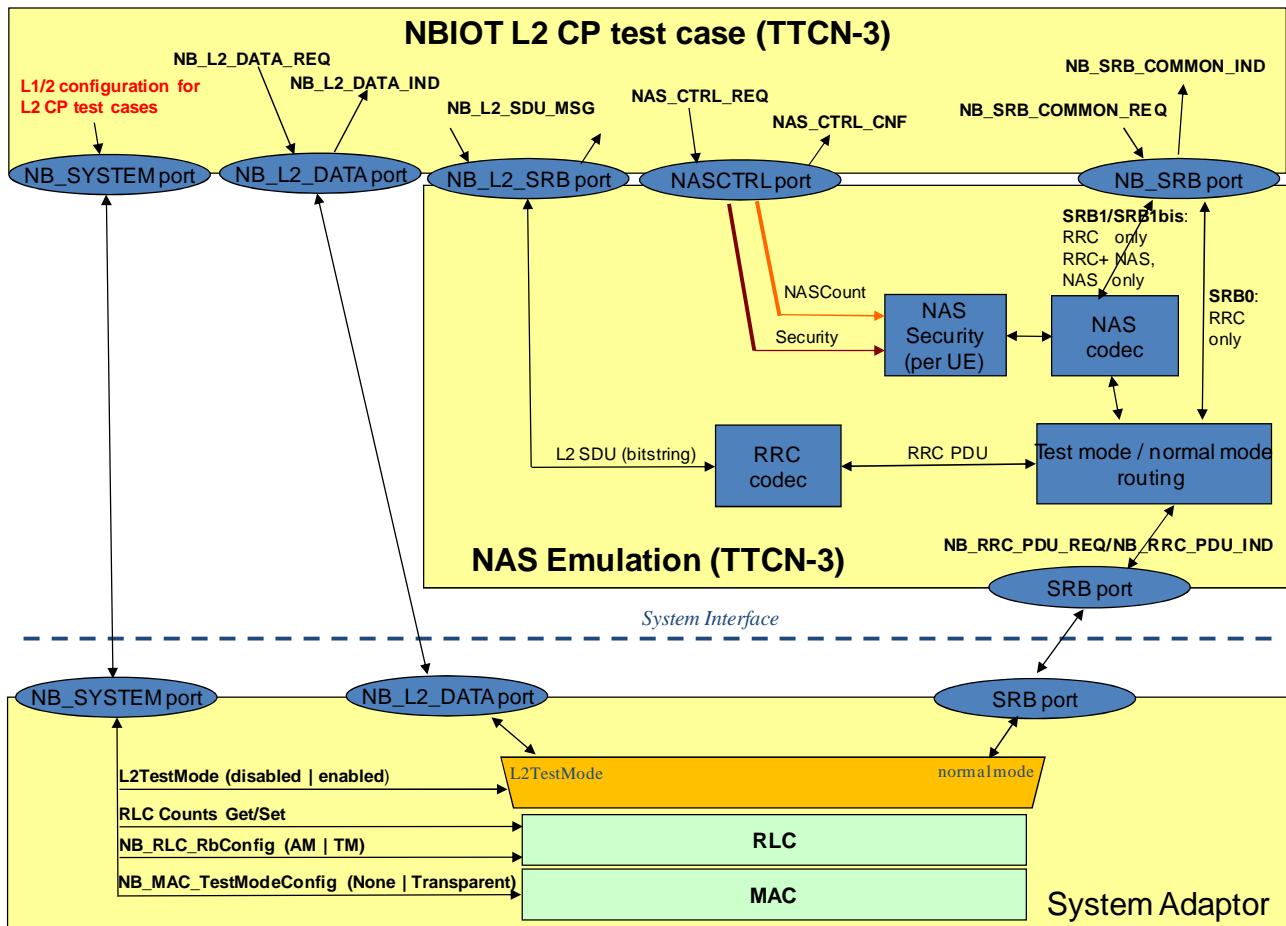 NBIOT L2 CP test case (TTCN-3)
NB_L2_DATA_REQ
NB_L2_DATA_IND
L1/2 configuration for
L2 CP test cases
NB_L2_SDU_MSG
NAS_CTRL_REQ
NAS_CTRL_CNF
NB_SRB_COMMON_IND
NB_SRB_COMMON_REQ
NB_SYSTEM port
NB_L2_DATA port
NB_L2_SRB port
NASCTRL port
NB_SRB port
SRB1/SRB1bis:
RRC only
RRC+ NAS,
NAS only
SRB0:
RRC
only
NASCount
Security
NAS
Security
(per UE)
NAS
codec
L2 SDU (bitstring)
RRC
codec
RRC PDU
Test mode / normal mode
routing
NB_RRC_PDU_REQ/NB_RRC_PDU_IND
NAS Emulation (TTCN-3)
SRB port
System Interface
NB_SYSTEM port
NB_L2_DATA port
SRB port
L2TestMode (disabled | enabled)
L2TestMode
normal mode
RLC Counts Get/Set
NB_RLC_RbConfig (AM | TM)
RLC
NB_MAC_TestModeConfig (None | Transparent)
MAC
System Adaptor